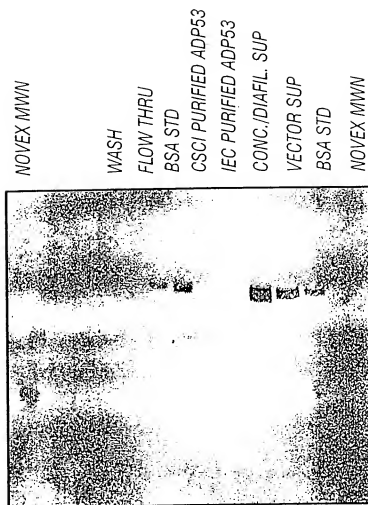 NOVEX MWN
WASH
FLOW THRU
BSA STD
CSCI PURIFIED ADP53
IEC PURIFIED ADP53
CONC./DIAFIL. SUP
VECTOR SUP
BSA STD
NOVEX MWN